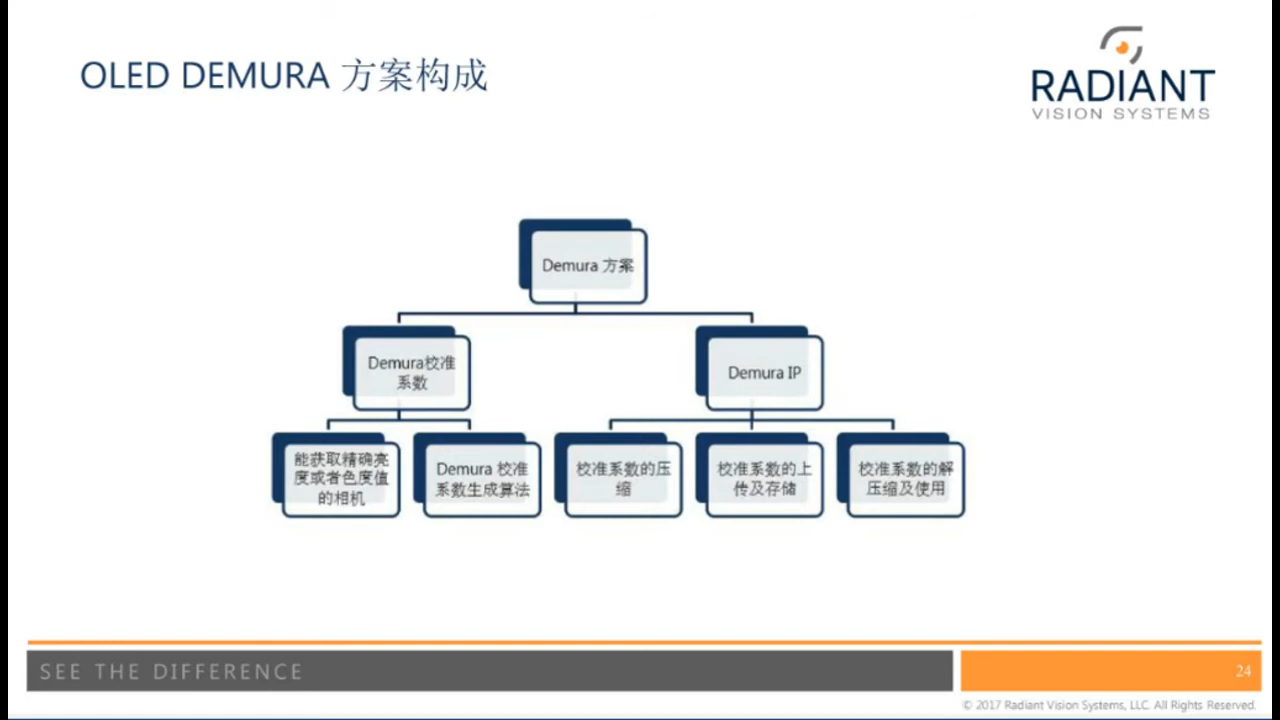 OLED DEMURA 方案构成
RADIANT
VISION SYSTEMS
Demura 方案
Demura校准
系数
Demura IP
能获取精确亮
度或者色度值
的相机
Demura 校准
系数生成算法
校准系数的压
缩
校准系数的上
传及存储
校准系数的解
压缩及使用
SEE THE DIFFERENCE
24
© 2017 Radiant Vision Systems, LLC. All Rights Reserved.